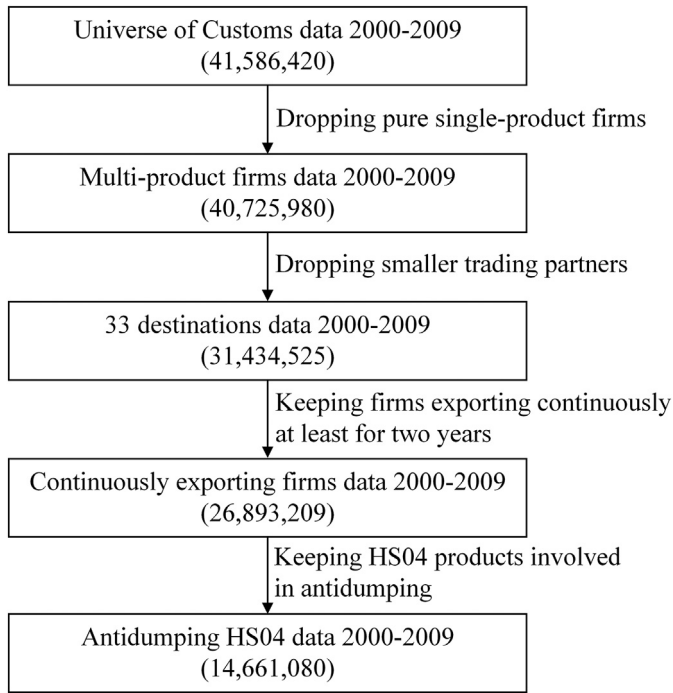 Universe of Customs data 2000-2009
(41,586,420)
Dropping pure single-product firms
Multi-product firms data 2000-2009
(40,725,980)
Dropping smaller trading partners
33 destinations data 2000-2009
(31,434,525)
Keeping firms exporting continuously
at least for two years
Continuously exporting firms data 2000-2009
(26,893,209)
Keeping HS04 products involved
in antidumping
Antidumping HS04 data 2000-2009
(14,661,080)